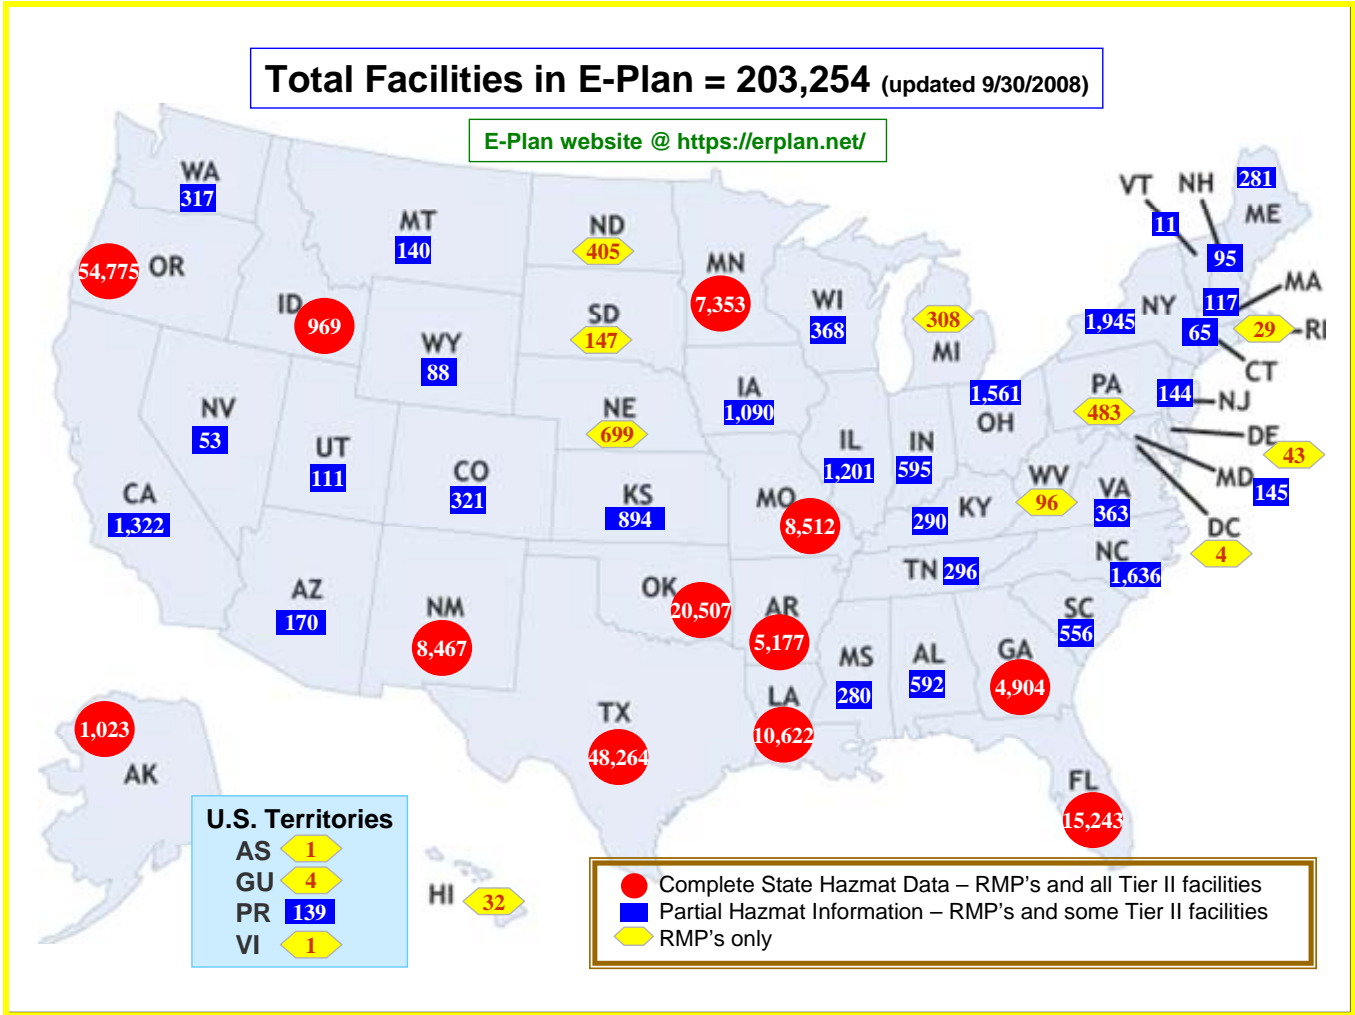 Total Facilities in E-Plan = 203,254 (updated 9/30/2008)
E-Plan website @ https://erplan.net/
WA
317
OR
54,775
ID
969
MT
140
ND
405
SD
147
MN
7,353
WI
368
MI
308
WY
88
NV
53
UT
111
CA
1,322
CO
321
NE
699
KS
894
IA
1,090
IL
1,201
IN
595
OH
1,561
MO
8,512
KY
290
WV
96
VA
363
PA
483
NY
1,945
VT
11
NH
95
ME
281
MA
117
RI
29
CT
65
NJ
144
DE
43
MD
145
DC
4
NC
1,636
TN
296
SC
556
AZ
170
NM
8,467
OK
20,507
AR
5,177
MS
280
AL
592
GA
4,904
LA
10,622
TX
48,264
FL
15,243
AK
1,023
HI
32
U.S. Territories
AS 1
GU 4
PR 139
VI 1
Complete State Hazmat Data – RMP's and all Tier II facilities
Partial Hazmat Information – RMP's and some Tier II facilities
RMP's only